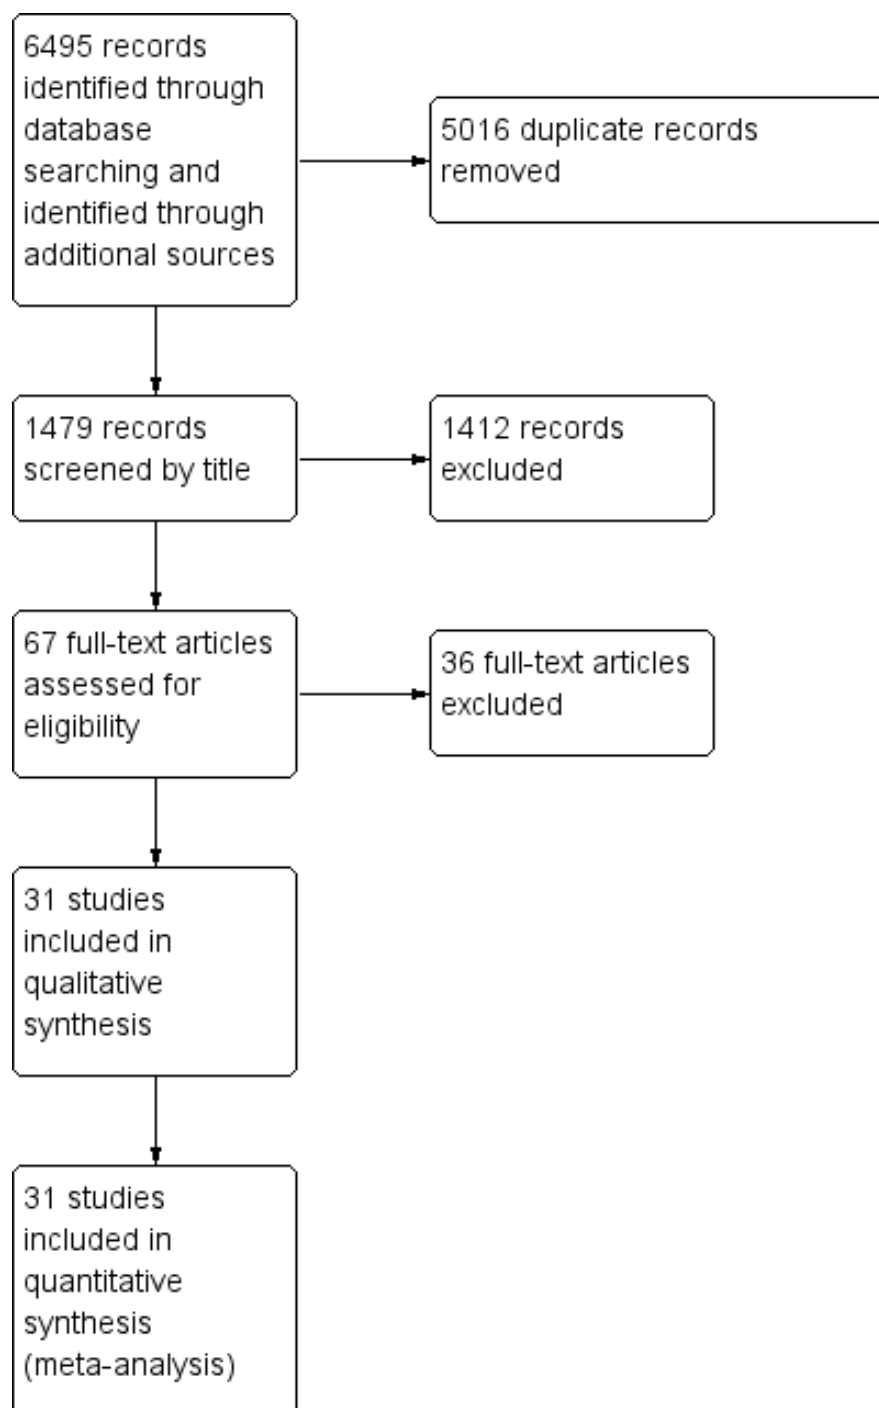 6495 records
identified through
database
searching and
identified through
additional sources
5016 duplicate records
removed
1479 records
screened by title
1412 records
excluded
67 full-text articles
assessed for
eligibility
36 full-text articles
excluded
31 studies
included in
qualitative
synthesis
31 studies
included in
quantitative
synthesis
(meta-analysis)